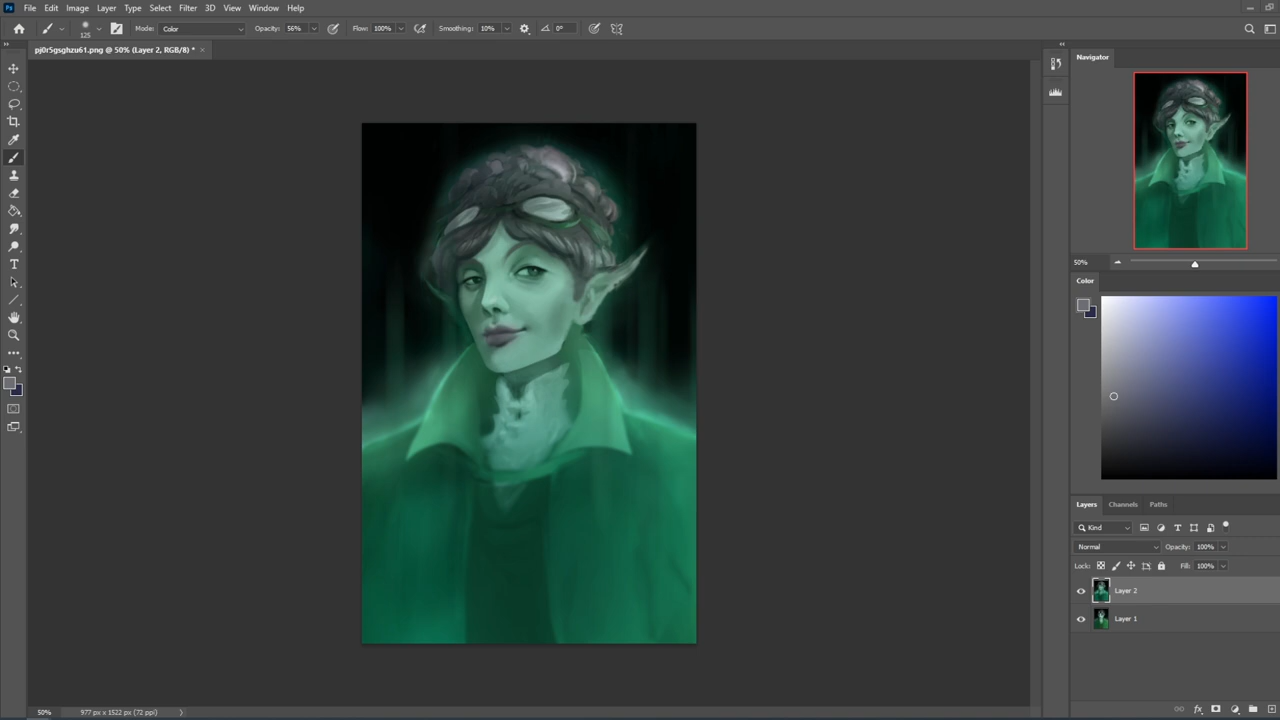 Ps File Edit Image Layer Type Select Filter 3D View Window Help
125 Mode: Color Opacity: 56% Flow: 100% Smoothing: 10% 0°
pj0r5gsghzu61.png @ 50% (Layer 2, RGB/8) * ×
Navigator
50%
Color
Layers Channels Paths
Kind
Normal Opacity: 100%
Lock: Fill: 100%
Layer 2
Layer 1
50% 977 px x 1522 px (72 ppi)